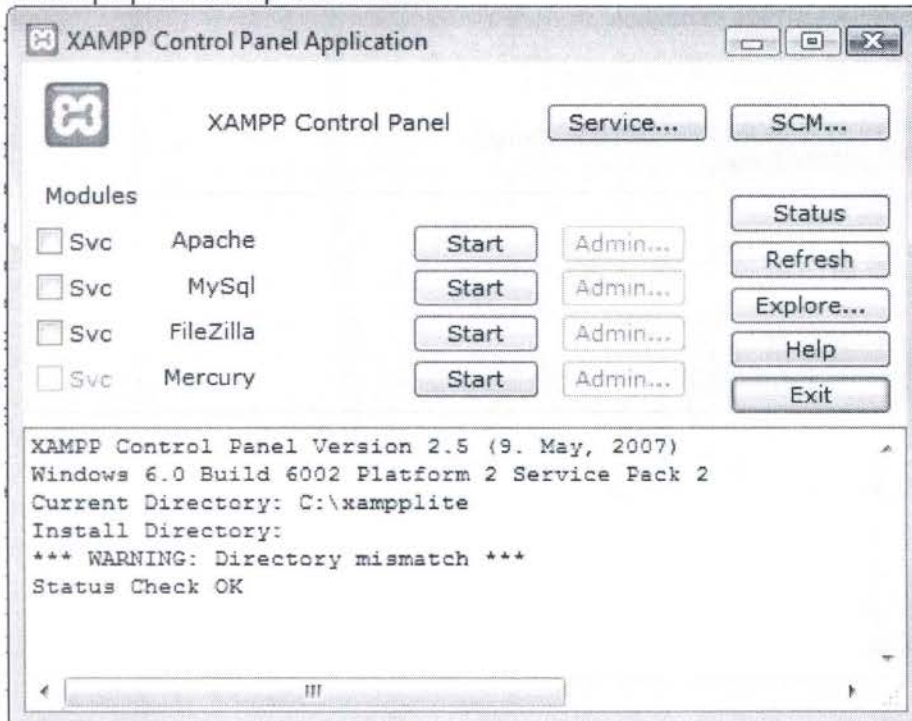 XAMPP Control Panel Application
XAMPP Control Panel Service... SCM...
Modules
Status
Svc Apache Start Admin...
Refresh
Svc MySql Start Admin...
Explore...
Svc FileZilla Start Admin...
Help
Svc Mercury Start Admin...
Exit
XAMPP Control Panel Version 2.5 (9. May, 2007)
Windows 6.0 Build 6002 Platform 2 Service Pack 2
Current Directory: C:\xampplite
Install Directory:
*** WARNING: Directory mismatch ***
Status Check OK